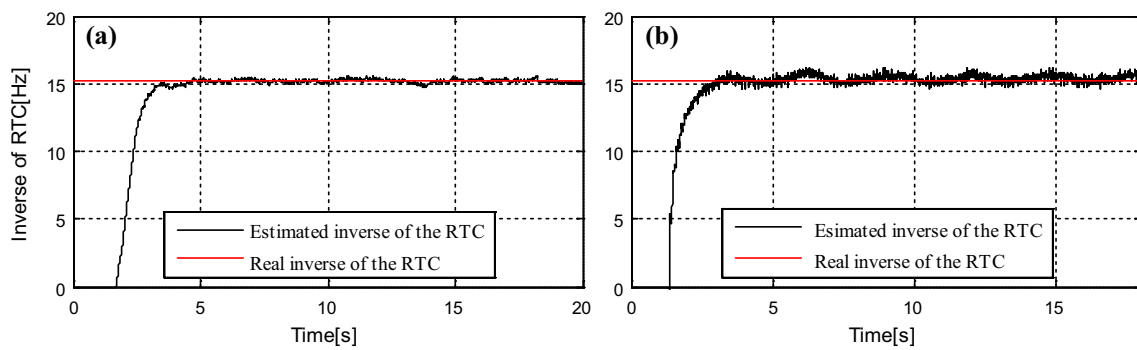 (a)
20
15
10
5
0
Inverse of RTC[Hz]
Estimated inverse of the RTC
Real inverse of the RTC
0 5 10 15 20
Time[s]
(b)
20
15
10
5
0
Esimated inverse of the RTC
Real inverse of the RTC
0 5 10 15
Time[s]